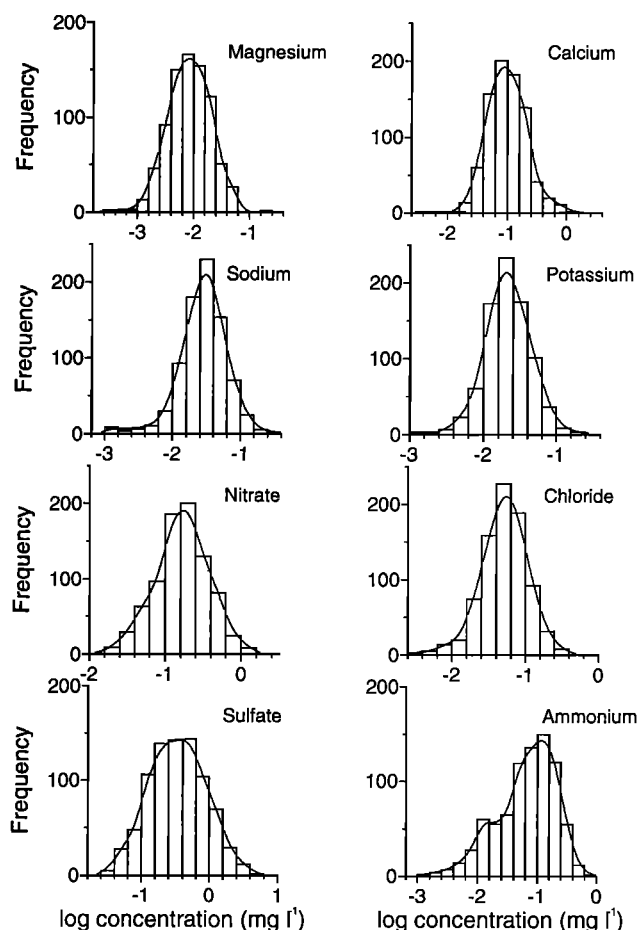 200
Magnesium
100
0
-3 -2 -1
Frequency
200
Calcium
100
0
-2 -1 0
200
Sodium
100
0
-3 -2 -1
Frequency
200
Potassium
100
0
-3 -2 -1
200
Nitrate
100
0
-2 -1 0
Frequency
200
Chloride
100
0
-2 -1 0
200
Sulfate
100
0
-1 0 1
Frequency
log concentration (mg l¹)
200
Ammonium
100
0
-3 -2 -1 0
log concentration (mg l¹)